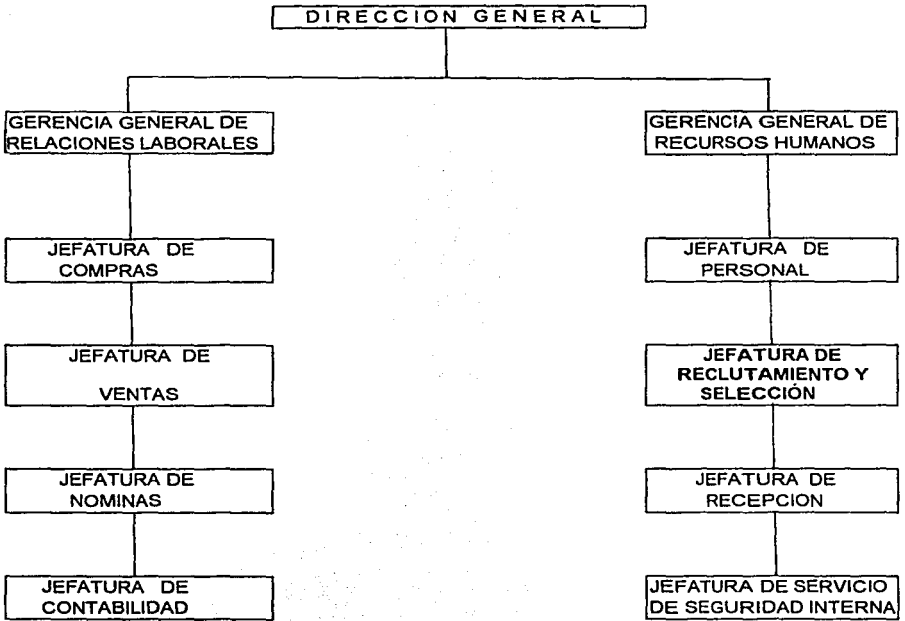 DIRECCION GENERAL
GERENCIA GENERAL DE
RELACIONES LABORALES
GERENCIA GENERAL DE
RECURSOS HUMANOS
JEFATURA DE
COMPRAS
JEFATURA DE
PERSONAL
JEFATURA DE
VENTAS
JEFATURA DE
RECLUTAMIENTO Y
SELECCIÓN
JEFATURA DE
NOMINAS
JEFATURA DE
RECEPCION
JEFATURA DE
CONTABILIDAD
JEFATURA DE SERVICIO
DE SEGURIDAD INTERNA